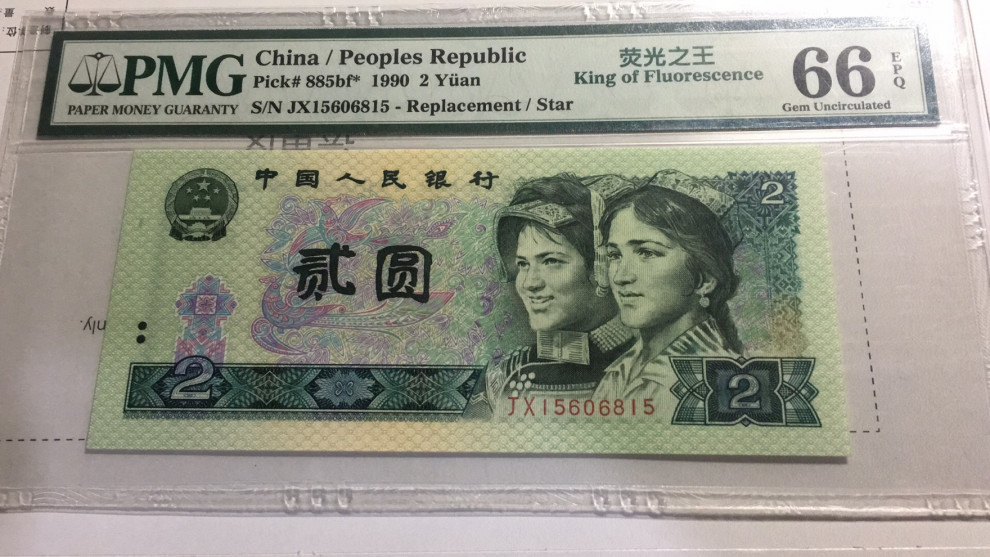 PMG
PAPER MONEY GUARANTY
China / Peoples Republic
Pick# 885bf* 1990 2 Yüan
S/N JX15606815 - Replacement / Star
荧光之王
King of Fluorescence
66
EPQ
Gem Uncirculated
中国人民银行
2
贰圆
2
JX15606815
2
nly.